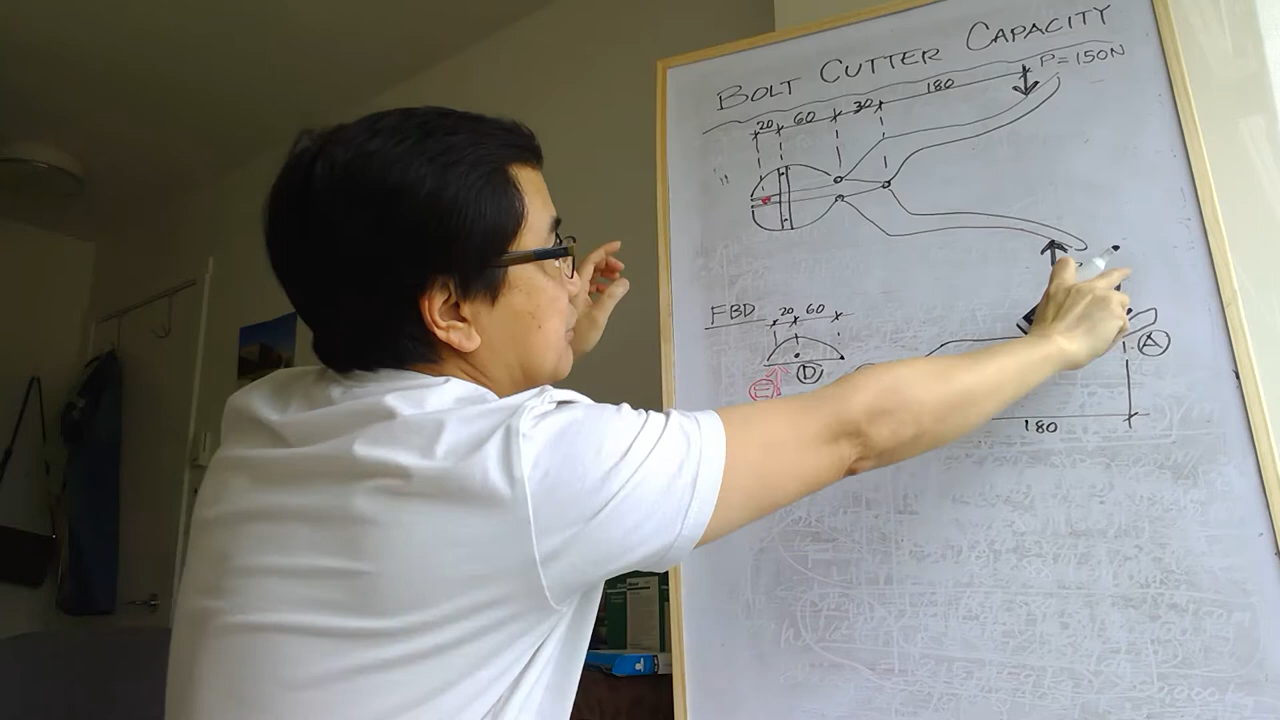 BOLT CUTTER CAPACITY
P=150N
20 60 30 180
FBD
20 60
E D A
180